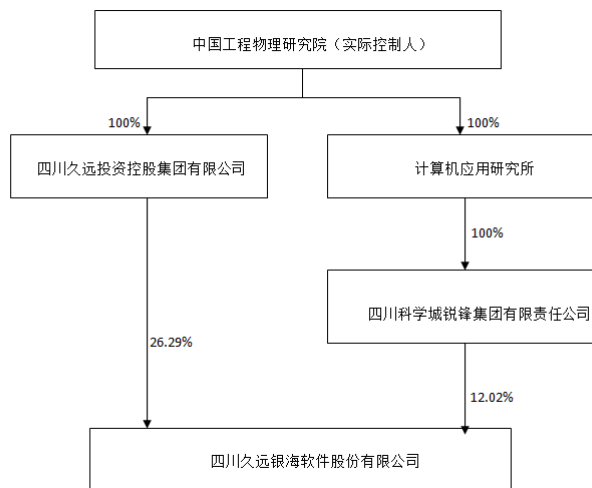 中国工程物理研究院（实际控制人）
100%
100%
四川久远投资控股集团有限公司
计算机应用研究所
100%
四川科学城锐锋集团有限责任公司
26.29%
12.02%
四川久远银海软件股份有限公司